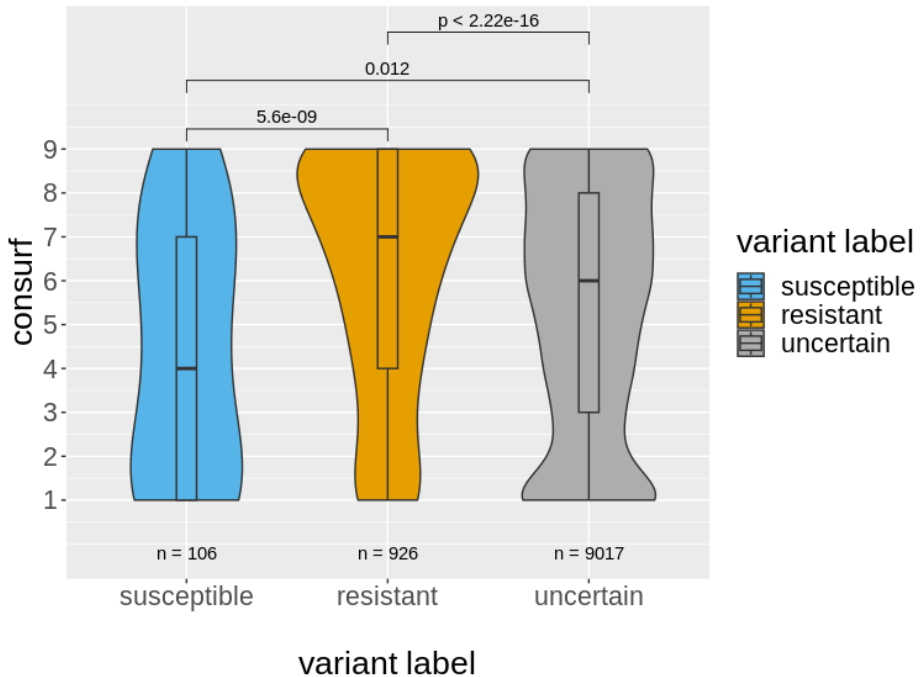 p < 2.22e-16
0.012
5.6e-09
consurf
9
8
7
6
5
4
3
2
1
n = 106
n = 926
n = 9017
susceptible
resistant
uncertain
variant label
variant label
susceptible
resistant
uncertain